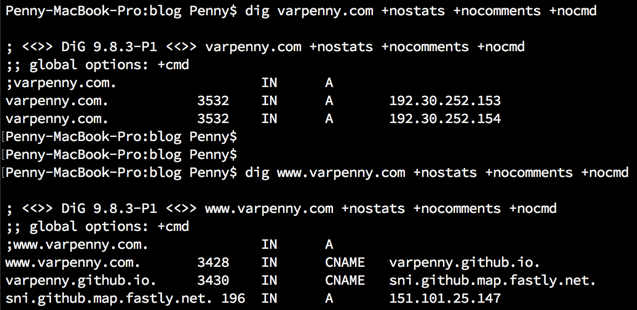 Penny-MacBook-Pro:blog Penny$ dig varpenny.com +nostats +nocomments +nocmd
; <<>> DiG 9.8.3-P1 <<>> varpenny.com +nostats +nocomments +nocmd
;; global options: +cmd
;varpenny.com. IN A
varpenny.com. 3532 IN A 192.30.252.153
varpenny.com. 3532 IN A 192.30.252.154
[Penny-MacBook-Pro:blog Penny$
[Penny-MacBook-Pro:blog Penny$
[Penny-MacBook-Pro:blog Penny$ dig www.varpenny.com +nostats +nocomments +nocmd
; <<>> DiG 9.8.3-P1 <<>> www.varpenny.com +nostats +nocomments +nocmd
;; global options: +cmd
;www.varpenny.com. IN A
www.varpenny.com. 3428 IN CNAME varpenny.github.io.
varpenny.github.io. 3430 IN CNAME sni.github.map.fastly.net.
sni.github.map.fastly.net. 196 IN A 151.101.25.147